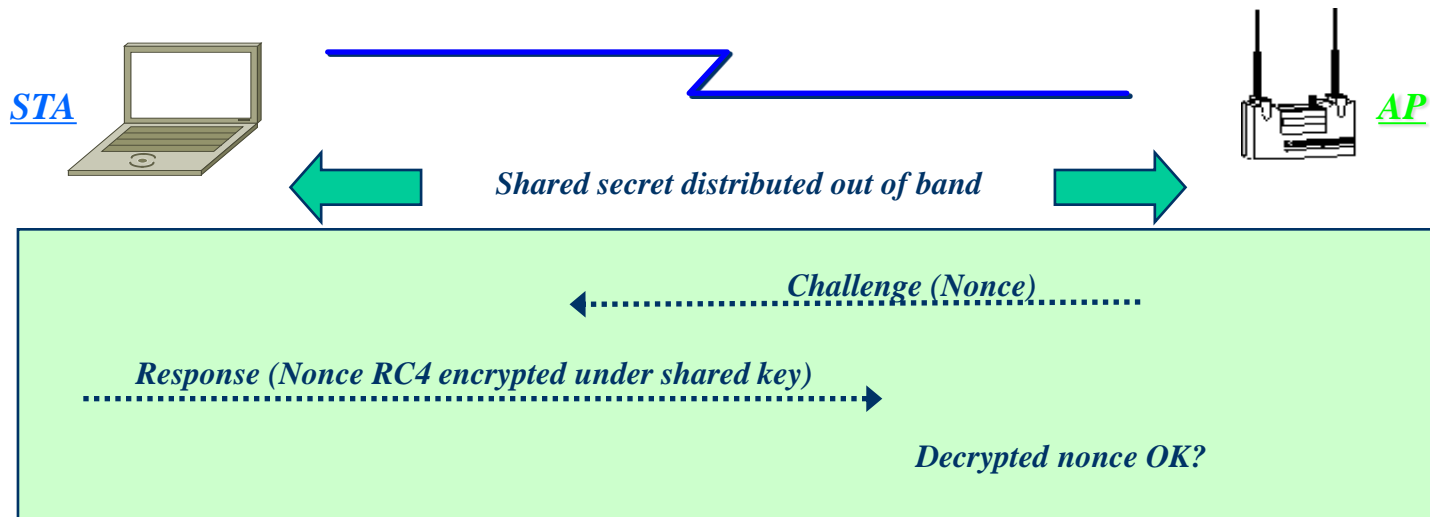 STA
AP
Shared secret distributed out of band
Challenge (Nonce)
Response (Nonce RC4 encrypted under shared key)
Decrypted nonce OK?